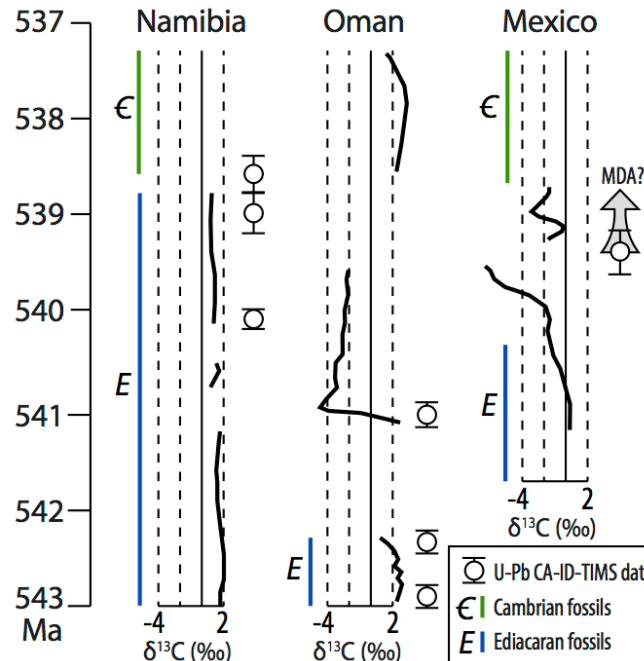 Namibia Oman Mexico
537
538
539
540
541
542
543
Ma
Є
E
E
Є
E
MDA?
-4 2
δ¹³C (‰)
-4 2
δ¹³C (‰)
-4 2
δ¹³C (‰)
U-Pb CA-ID-TIMS dat
Є Cambrian fossils
E Ediacaran fossils